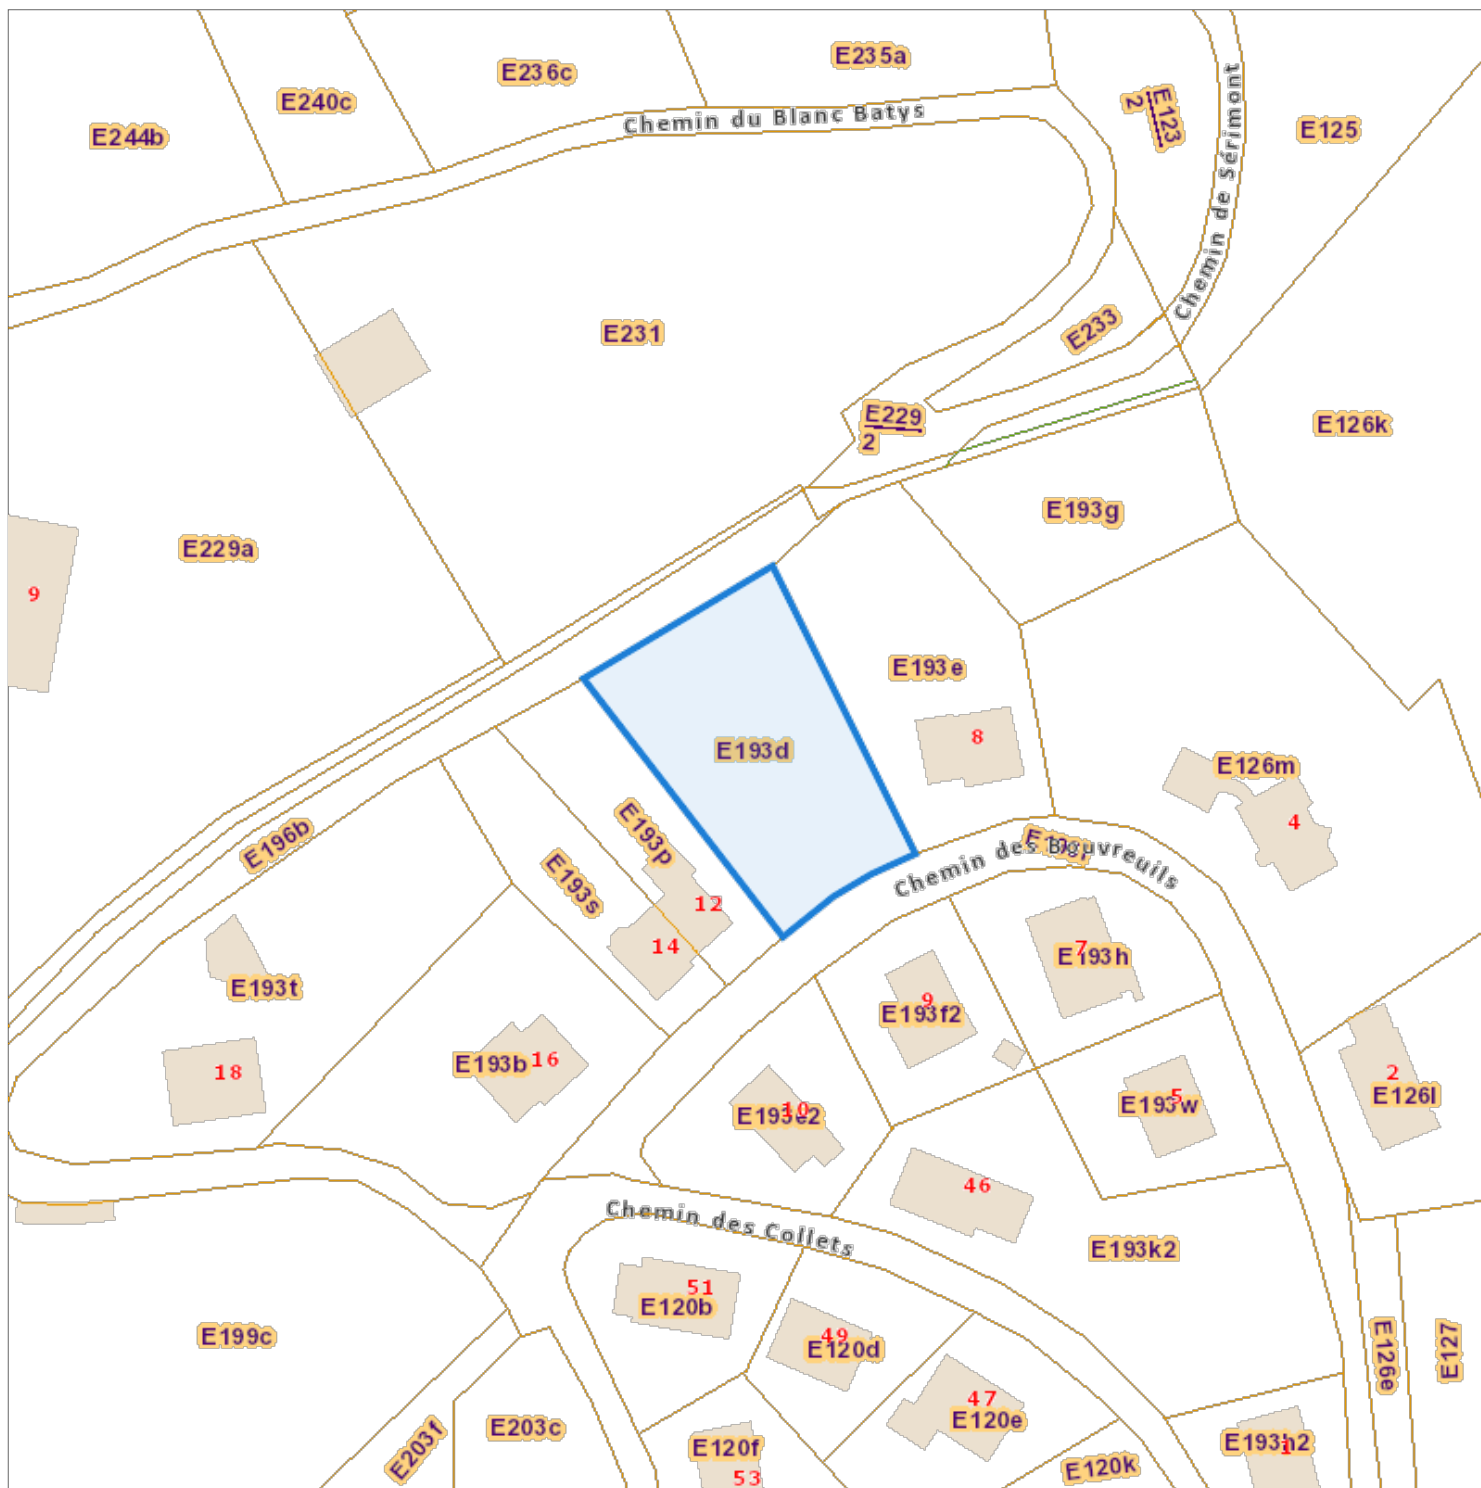 E235a
E236c
E240c
E244b
Chemin du Blanc Batys
E123
2
E125
Chemin de Sérimont
E231
E233
E229
2
E126k
E193g
E229a
9
E193e
8
E193d
E126m
4
E196b
E193p
12
E193s
14
Chemin des Bouvreuils
E193h
7
E193t
18
E193b
16
E193f2
9
E193e2
10
E193w
5
2
E126l
46
Chemin des Collets
E193k2
51
E120b
49
E120d
E199c
E126e
E127
47
E120e
E203c
E203f
E120f
53
E120k
E193h2
1